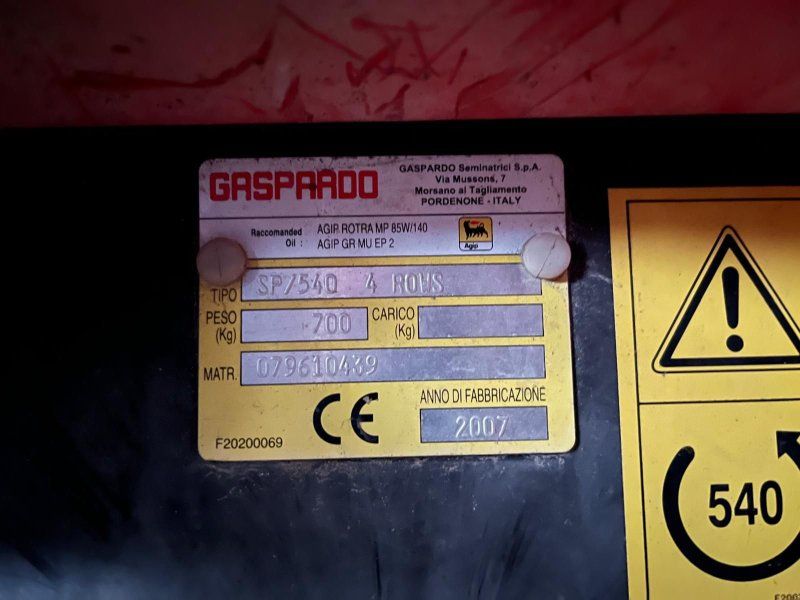 GASPARDO
GASPARDO Seminatrici S.p.A.
Via Mussons, 7
Morsano al Tagliamento
PORDENONE - ITALY
Raccomanded Oil : AGIP ROTRA MP 85W/140
AGIP GR MU EP 2
Agip
TIPO SP/540 4 ROWS
PESO (Kg) 700 CARICO (Kg)
MATR. 079610439
CE
ANNO DI FABBRICAZIONE
2007
F20200069
!
540